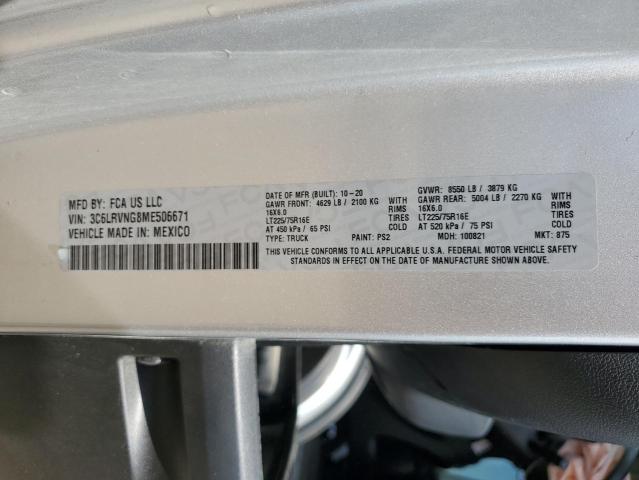 MFD BY: FCA US LLC
VIN: 3C6LRVNG8ME506671
VEHICLE MADE IN: MEXICO
DATE OF MFR (BUILT): 10-20
GAWR FRONT: 4629 LB / 2100 KG
16X6.0 WITH RIMS
LT225/75R16E TIRES
AT 450 kPa / 65 PSI COLD
TYPE: TRUCK PAINT: PS2
GVWR: 8550 LB / 3879 KG
GAWR REAR: 5004 LB / 2270 KG
16X6.0 WITH RIMS
LT225/75R16E TIRES
AT 520 kPa / 75 PSI COLD
MDH: 100821 MKT: 875
THIS VEHICLE CONFORMS TO ALL APPLICABLE U.S.A. FEDERAL MOTOR VEHICLE SAFETY
STANDARDS IN EFFECT ON THE DATE OF MANUFACTURE SHOWN ABOVE.